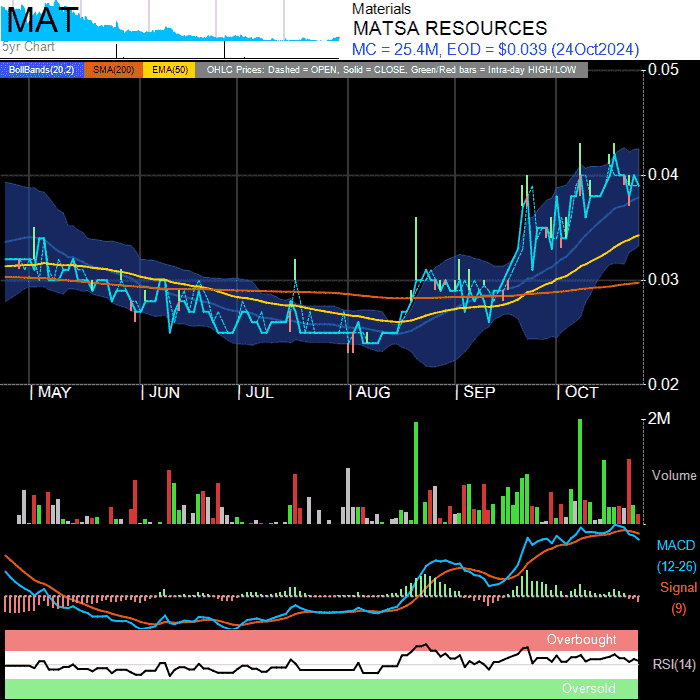 MAT
5yr Chart
Materials
MATSA RESOURCES
MC = 25.4M, EOD = $0.039 (24Oct2024)
BollBands(20,2) SMA(200) EMA(50) OHLC Prices: Dashed = OPEN, Solid = CLOSE, Green/Red bars = Intra-day HIGH/LOW
0.05
0.04
0.03
0.02
MAY JUN JUL AUG SEP OCT
2M
Volume
MACD
(12-26)
Signal
(9)
Overbought
RSI(14)
Oversold